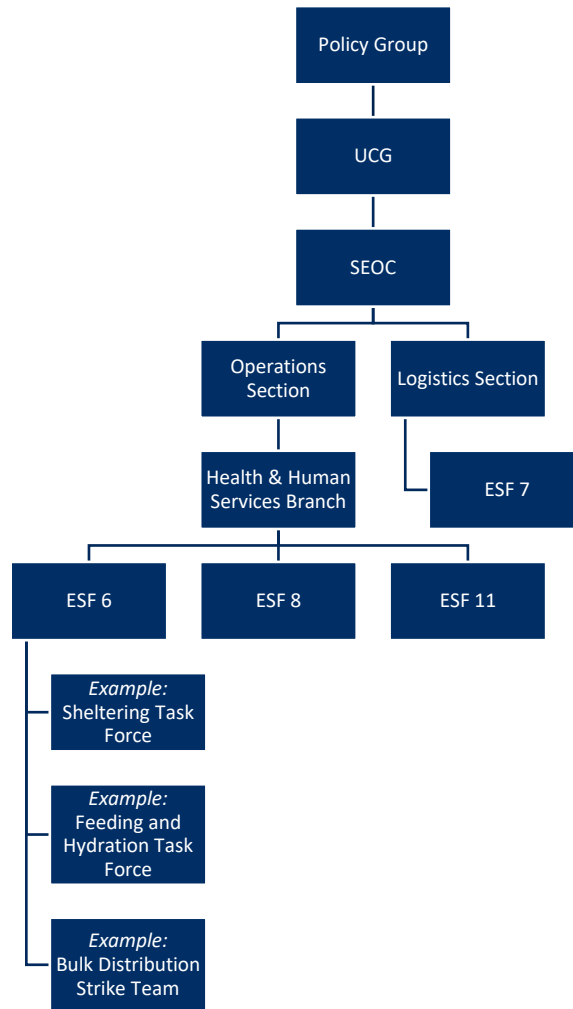 Policy Group
UCG
SEOC
Operations
Section
Logistics Section
Health & Human
Services Branch
ESF 7
ESF 6
ESF 8
ESF 11
Example:
Sheltering Task
Force
Example:
Feeding and
Hydration Task
Force
Example:
Bulk Distribution
Strike Team